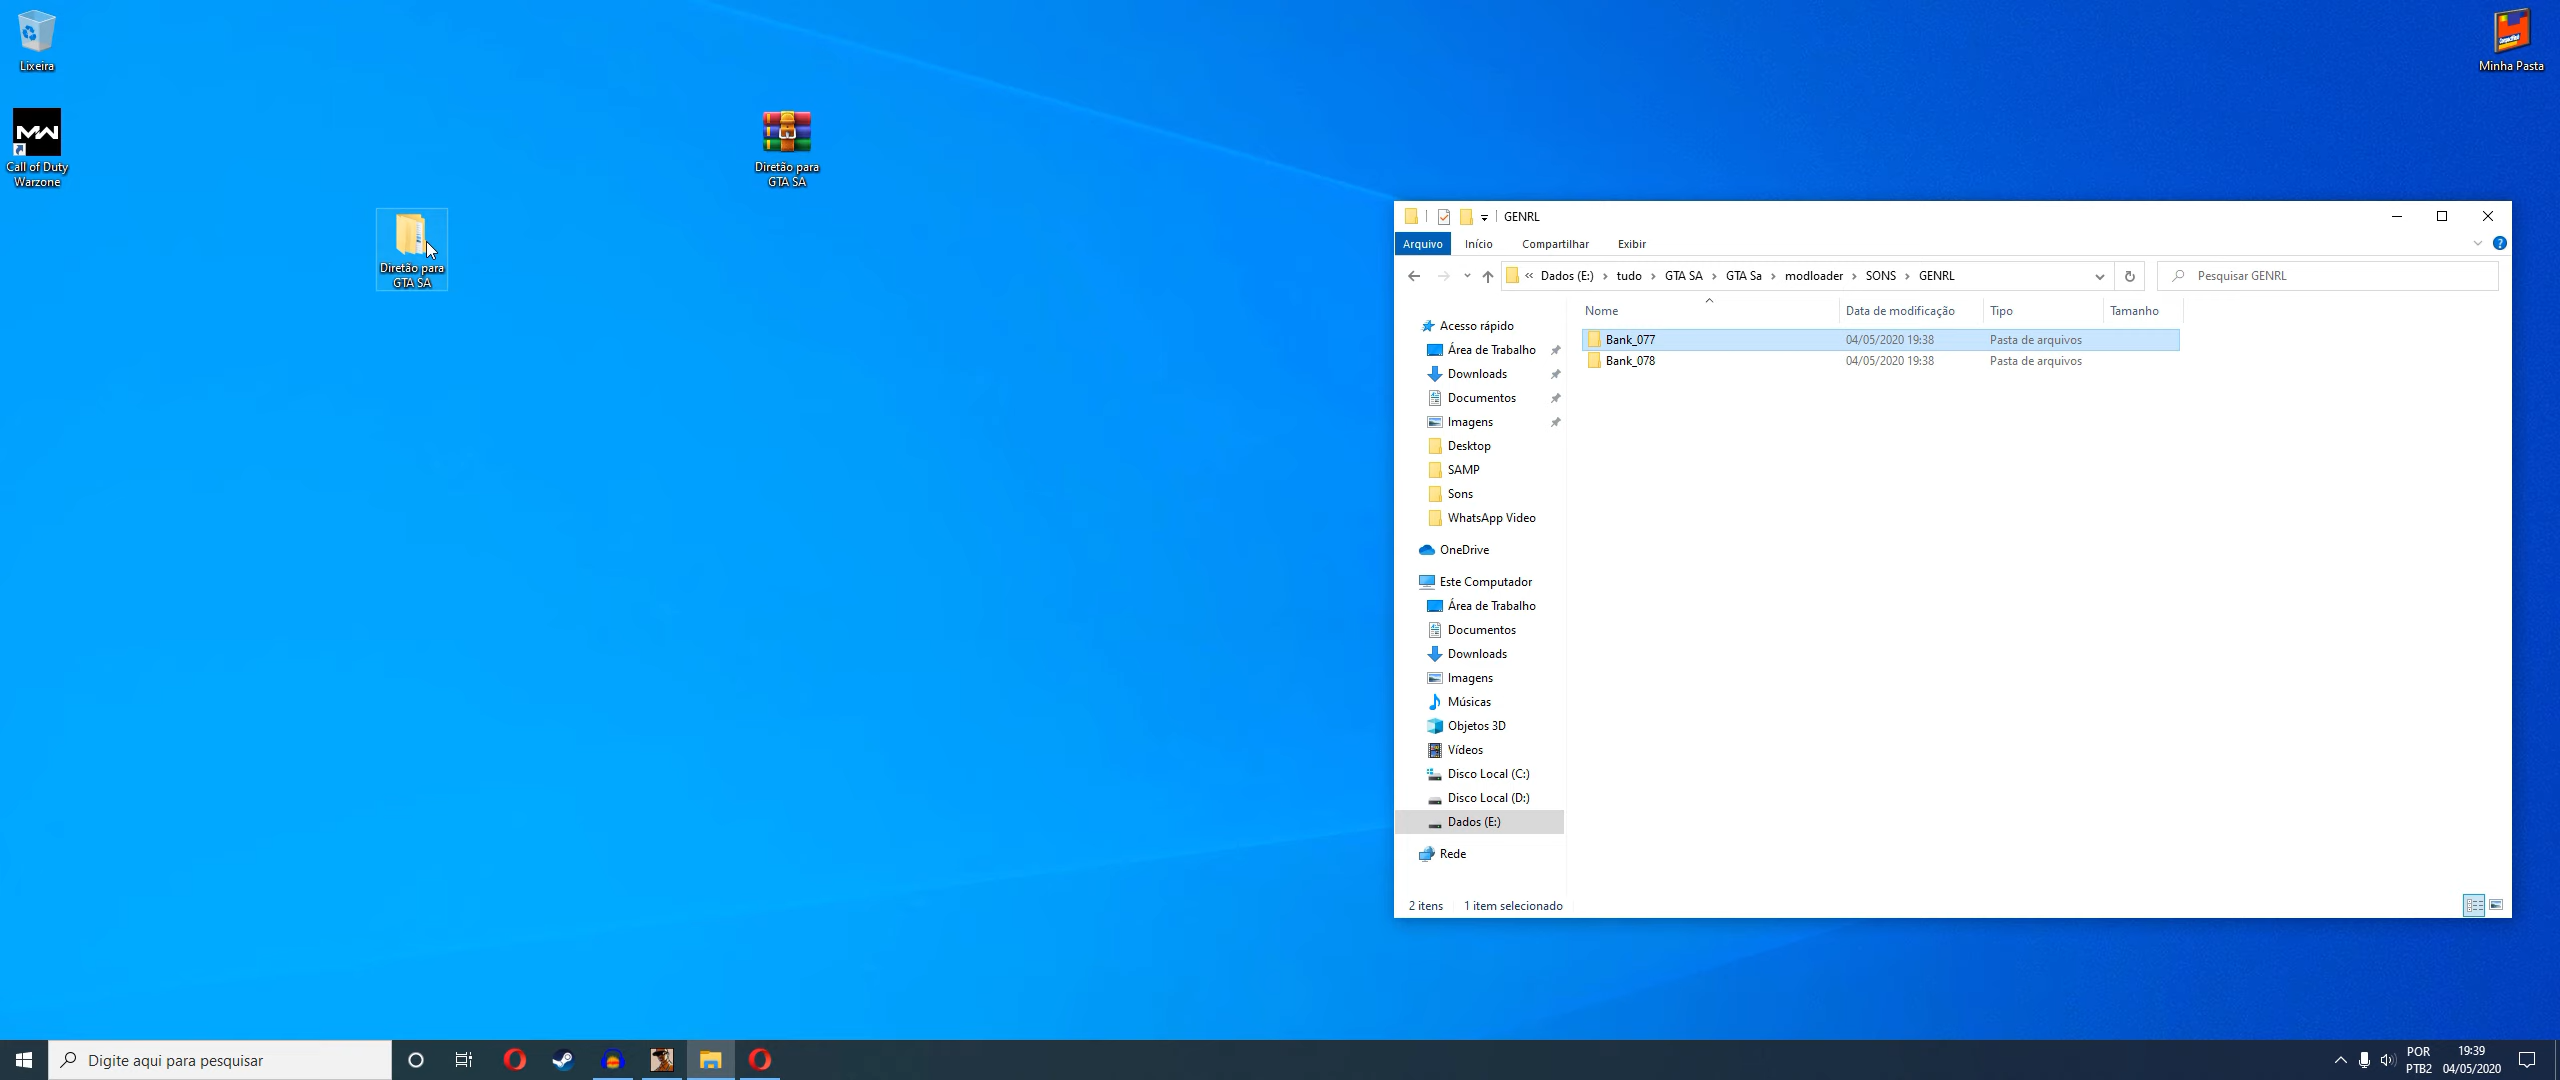 Lixeira
Minha Pasta
MW
Call of Duty
Warzone
Diretão para
GTA SA
Diretão para
GTA SA
GENRL
Arquivo Início Compartilhar Exibir
« Dados (E:) › tudo › GTA SA › GTA Sa › modloader › SONS › GENRL
Pesquisar GENRL
Nome Data de modificação Tipo Tamanho
Bank_077 04/05/2020 19:38 Pasta de arquivos
Bank_078 04/05/2020 19:38 Pasta de arquivos
Acesso rápido
Área de Trabalho
Downloads
Documentos
Imagens
Desktop
SAMP
Sons
WhatsApp Video
OneDrive
Este Computador
Área de Trabalho
Documentos
Downloads
Imagens
Músicas
Objetos 3D
Vídeos
Disco Local (C:)
Disco Local (D:)
Dados (E:)
Rede
2 itens 1 item selecionado
Digite aqui para pesquisar
POR 19:39
PTB2 04/05/2020